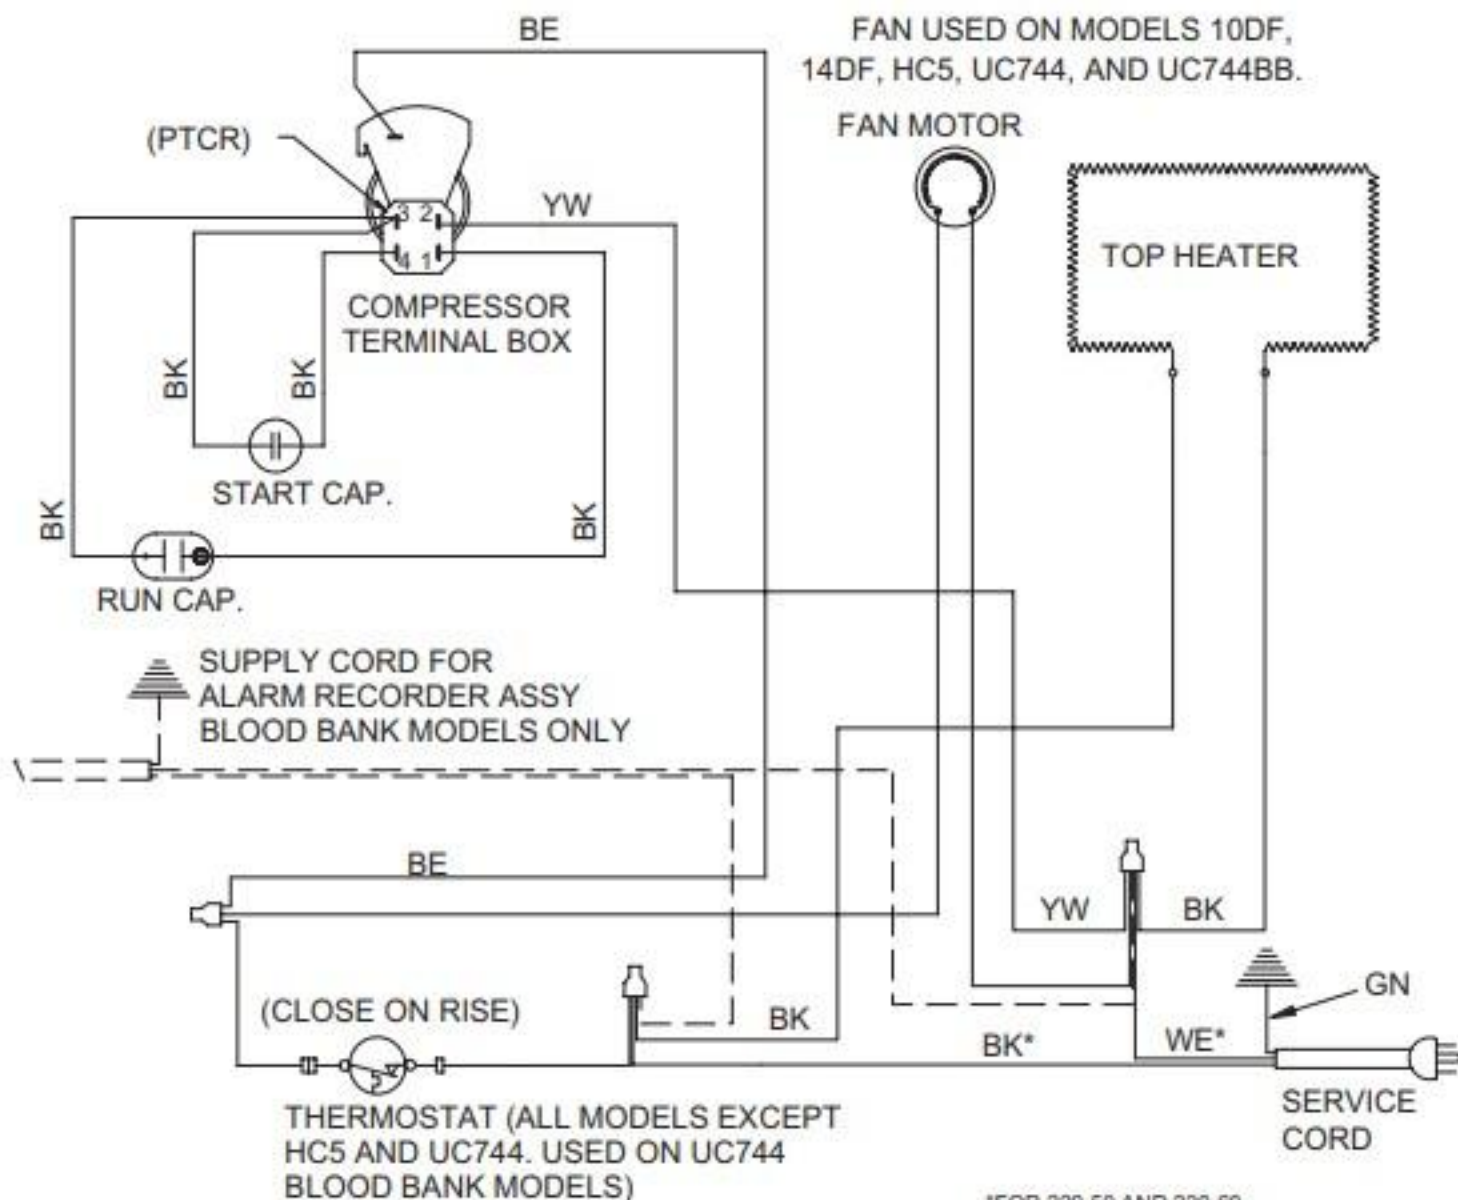 BE
FAN USED ON MODELS 10DF,
14DF, HC5, UC744, AND UC744BB.
(PTCR)
FAN MOTOR
3 2
YW
4 1
TOP HEATER
COMPRESSOR
TERMINAL BOX
BK
BK
START CAP.
BK
BK
RUN CAP.
SUPPLY CORD FOR
ALARM RECORDER ASSY
BLOOD BANK MODELS ONLY
BE
YW
BK
GN
(CLOSE ON RISE)
BK
BK*
WE*
SERVICE
CORD
THERMOSTAT (ALL MODELS EXCEPT
HC5 AND UC744. USED ON UC744
BLOOD BANK MODELS)